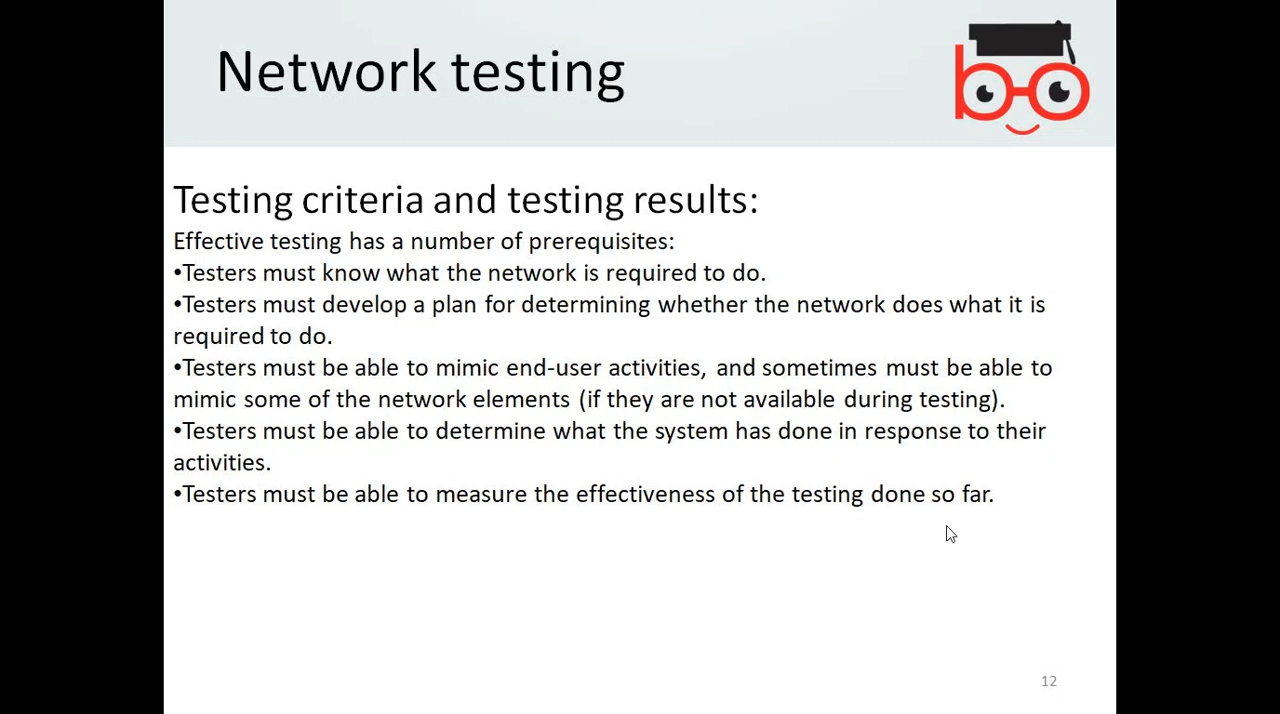 Network testing
Testing criteria and testing results:
Effective testing has a number of prerequisites:
•Testers must know what the network is required to do.
•Testers must develop a plan for determining whether the network does what it is
required to do.
•Testers must be able to mimic end-user activities, and sometimes must be able to
mimic some of the network elements (if they are not available during testing).
•Testers must be able to determine what the system has done in response to their
activities.
•Testers must be able to measure the effectiveness of the testing done so far.
12